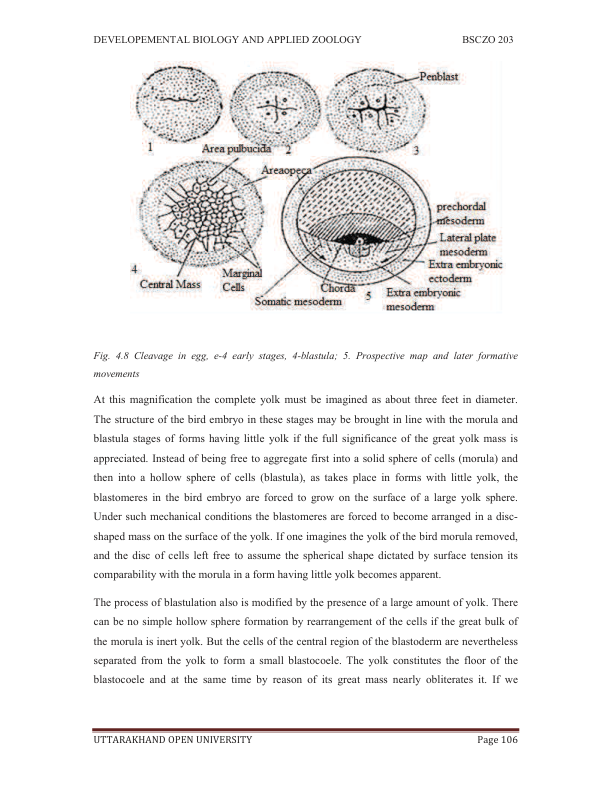 DEVELOPEMENTAL BIOLOGY AND APPLIED ZOOLOGY BSCZO 203
Penblast
1
2
3
Area pulbucida
Areaopeca
prechordal
mesoderm
Lateral plate
mesoderm
Extra embryonic
ectoderm
4
Central Mass
Marginal
Cells
Chorda
Somatic mesoderm
5
Extra embryonic
mesoderm
Fig. 4.8 Cleavage in egg, e-4 early stages, 4-blastula; 5. Prospective map and later formative
movements
At this magnification the complete yolk must be imagined as about three feet in diameter.
The structure of the bird embryo in these stages may be brought in line with the morula and
blastula stages of forms having little yolk if the full significance of the great yolk mass is
appreciated. Instead of being free to aggregate first into a solid sphere of cells (morula) and
then into a hollow sphere of cells (blastula), as takes place in forms with little yolk, the
blastomeres in the bird embryo are forced to grow on the surface of a large yolk sphere.
Under such mechanical conditions the blastomeres are forced to become arranged in a disc-
shaped mass on the surface of the yolk. If one imagines the yolk of the bird morula removed,
and the disc of cells left free to assume the spherical shape dictated by surface tension its
comparability with the morula in a form having little yolk becomes apparent.
The process of blastulation also is modified by the presence of a large amount of yolk. There
can be no simple hollow sphere formation by rearrangement of the cells if the great bulk of
the morula is inert yolk. But the cells of the central region of the blastoderm are nevertheless
separated from the yolk to form a small blastocoele. The yolk constitutes the floor of the
blastocoele and at the same time by reason of its great mass nearly obliterates it. If we
UTTARAKHAND OPEN UNIVERSITY Page 106